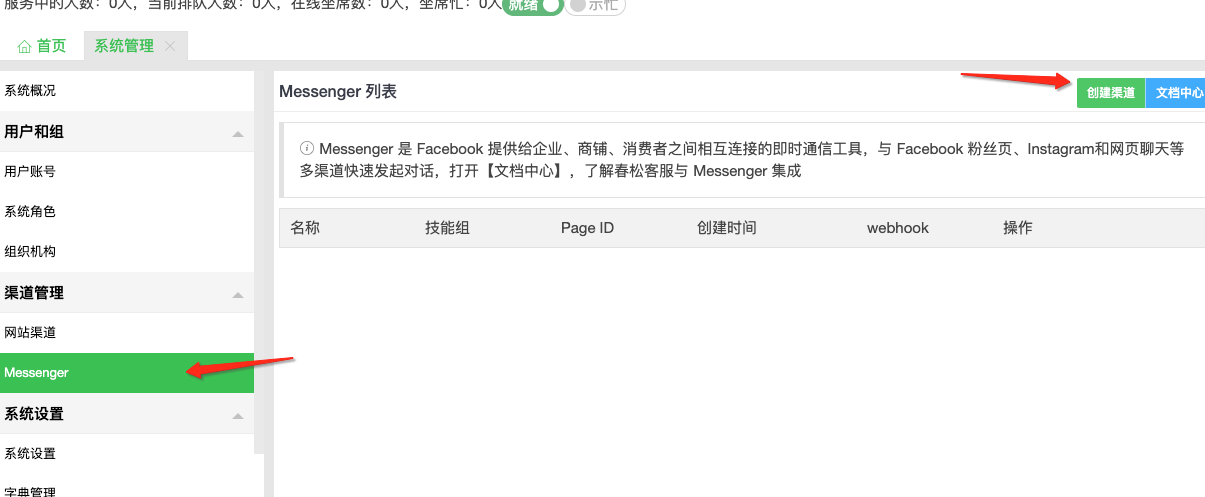 服务中的人数：0人，当前排队人数：0人，在线坐席数：0人，坐席忙：0人 就绪 示忙
首页 系统管理
系统概况
用户和组
用户账号
系统角色
组织机构
渠道管理
网站渠道
Messenger
系统设置
系统设置
字典管理
Messenger 列表
创建渠道 文档中心
Messenger 是 Facebook 提供给企业、商铺、消费者之间相互连接的即时通信工具，与 Facebook 粉丝页、Instagram和网页聊天等
多渠道快速发起对话，打开【文档中心】，了解春松客服与 Messenger 集成
名称 技能组 Page ID 创建时间 webhook 操作